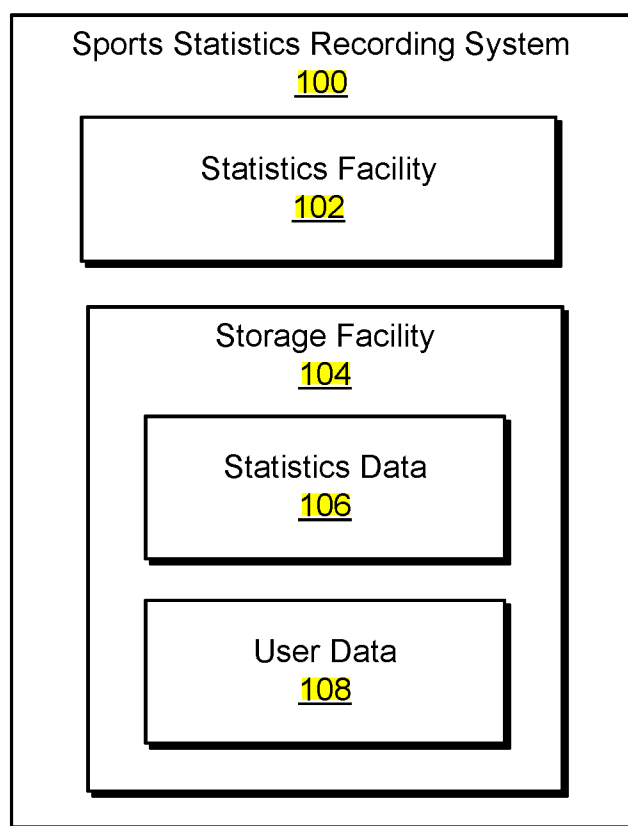 Sports Statistics Recording System
100
Statistics Facility
102
Storage Facility
104
Statistics Data
106
User Data
108